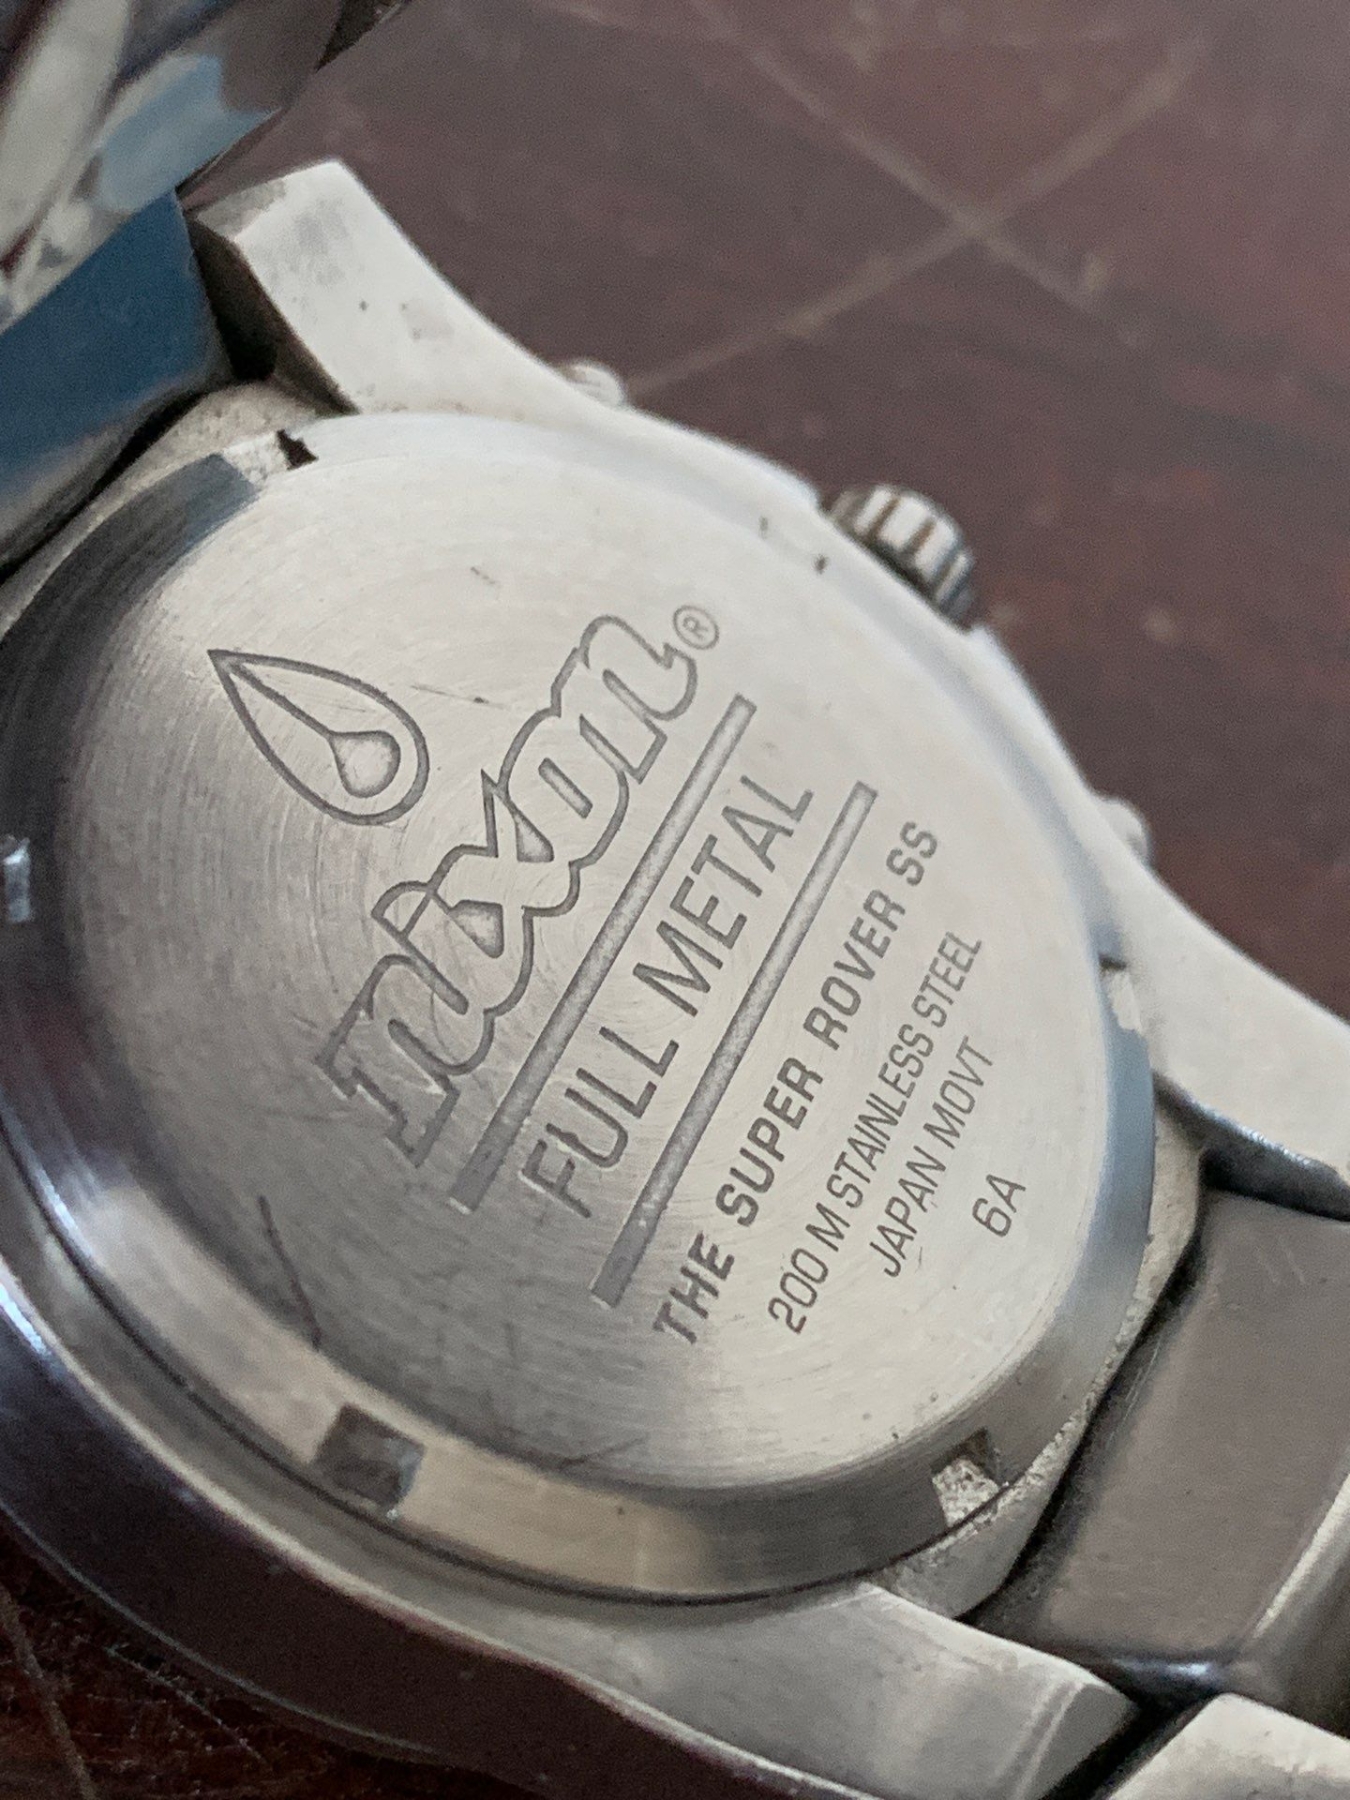 nixon®
FULL METAL
THE SUPER ROVER SS
200 M STAINLESS STEEL
JAPAN MOVT
6A